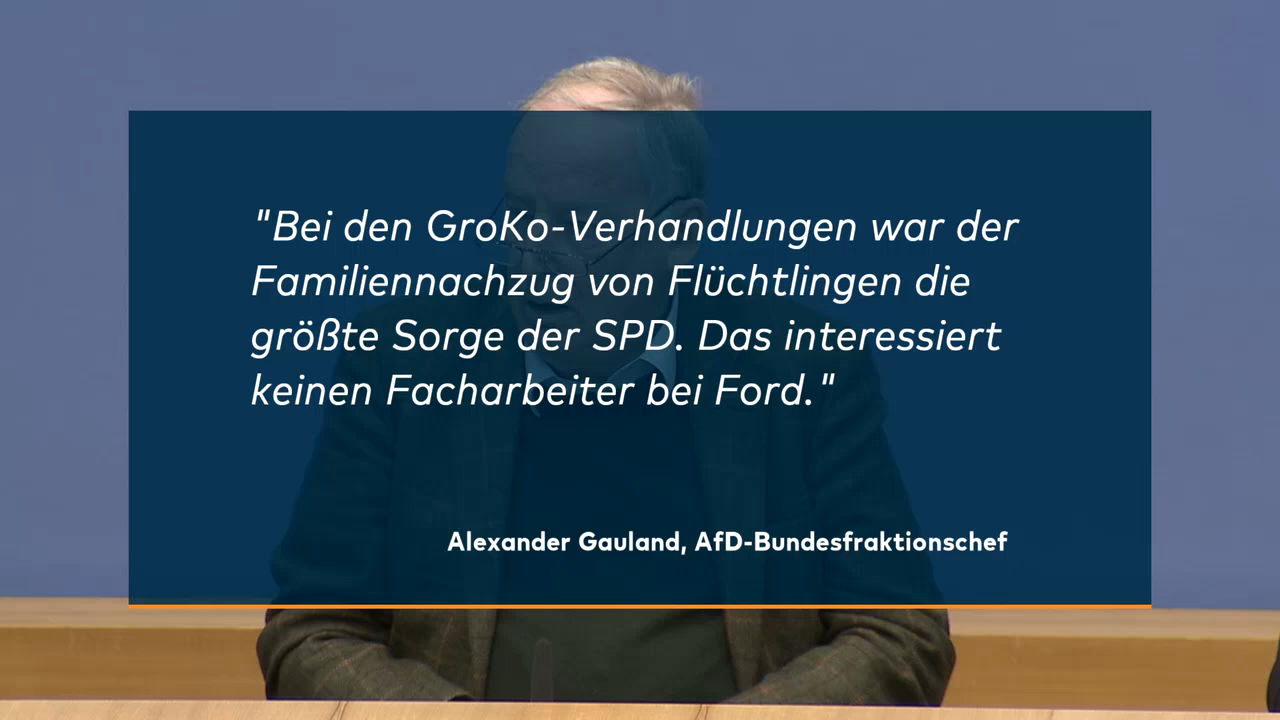 "Bei den GroKo-Verhandlungen war der
Familiennachzug von Flüchtlingen die
größte Sorge der SPD. Das interessiert
keinen Facharbeiter bei Ford."
Alexander Gauland, AfD-Bundesfraktionschef